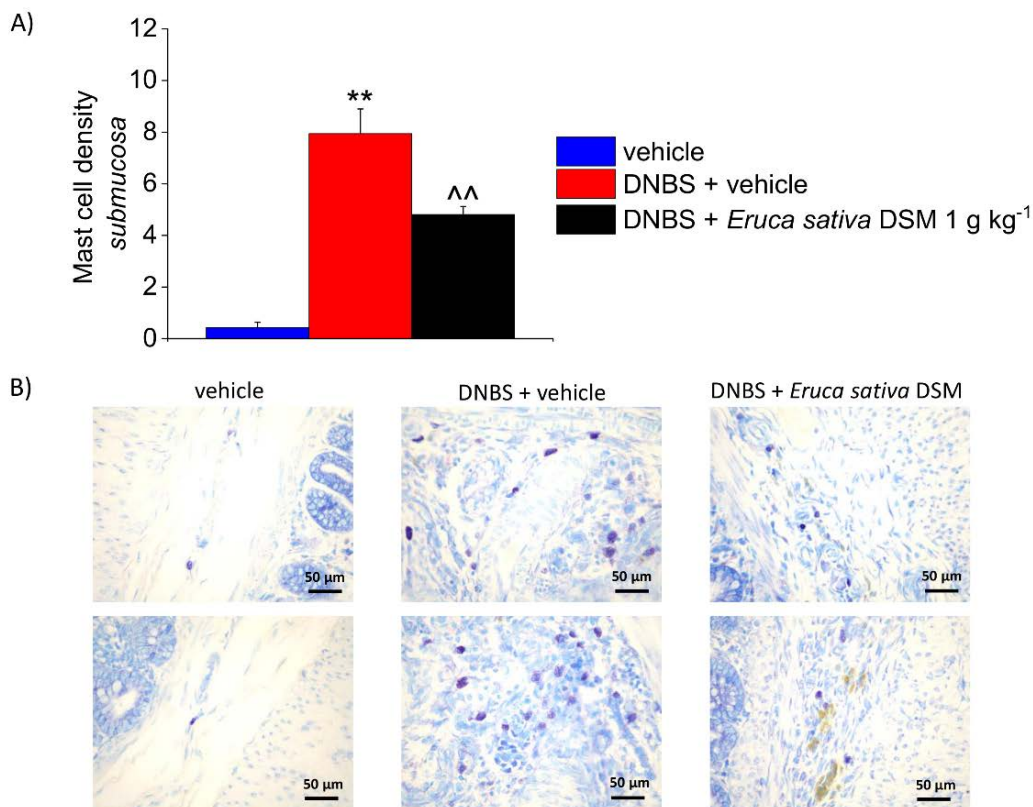 A)
12
10
8
6
4
2
0
Mast cell density
submucosa
**
^^
vehicle
DNBS + vehicle
DNBS + Eruca sativa DSM 1 g kg⁻¹
B)
vehicle
DNBS + vehicle
DNBS + Eruca sativa DSM
50 µm
50 µm
50 µm
50 µm
50 µm
50 µm